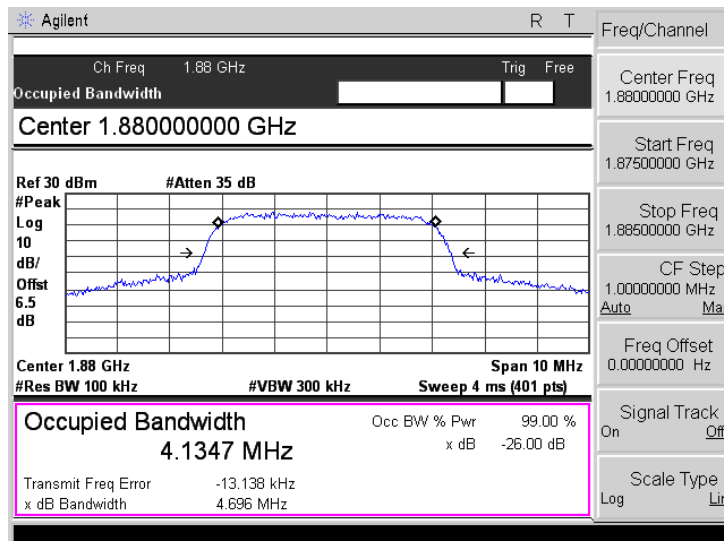 Agilent R T
Ch Freq 1.88 GHz Trig Free
Occupied Bandwidth
Center 1.880000000 GHz
Ref 30 dBm #Atten 35 dB
#Peak
Log
10
dB/
Offst
6.5
dB
Center 1.88 GHz Span 10 MHz
#Res BW 100 kHz #VBW 300 kHz Sweep 4 ms (401 pts)
Occupied Bandwidth
4.1347 MHz
Occ BW % Pwr 99.00 %
x dB -26.00 dB
Transmit Freq Error -13.138 kHz
x dB Bandwidth 4.696 MHz
Freq/Channel
Center Freq
1.88000000 GHz
Start Freq
1.87500000 GHz
Stop Freq
1.88500000 GHz
CF Step
1.00000000 MHz
Auto Ma
Freq Offset
0.00000000 Hz
Signal Track
On Off
Scale Type
Log Lin